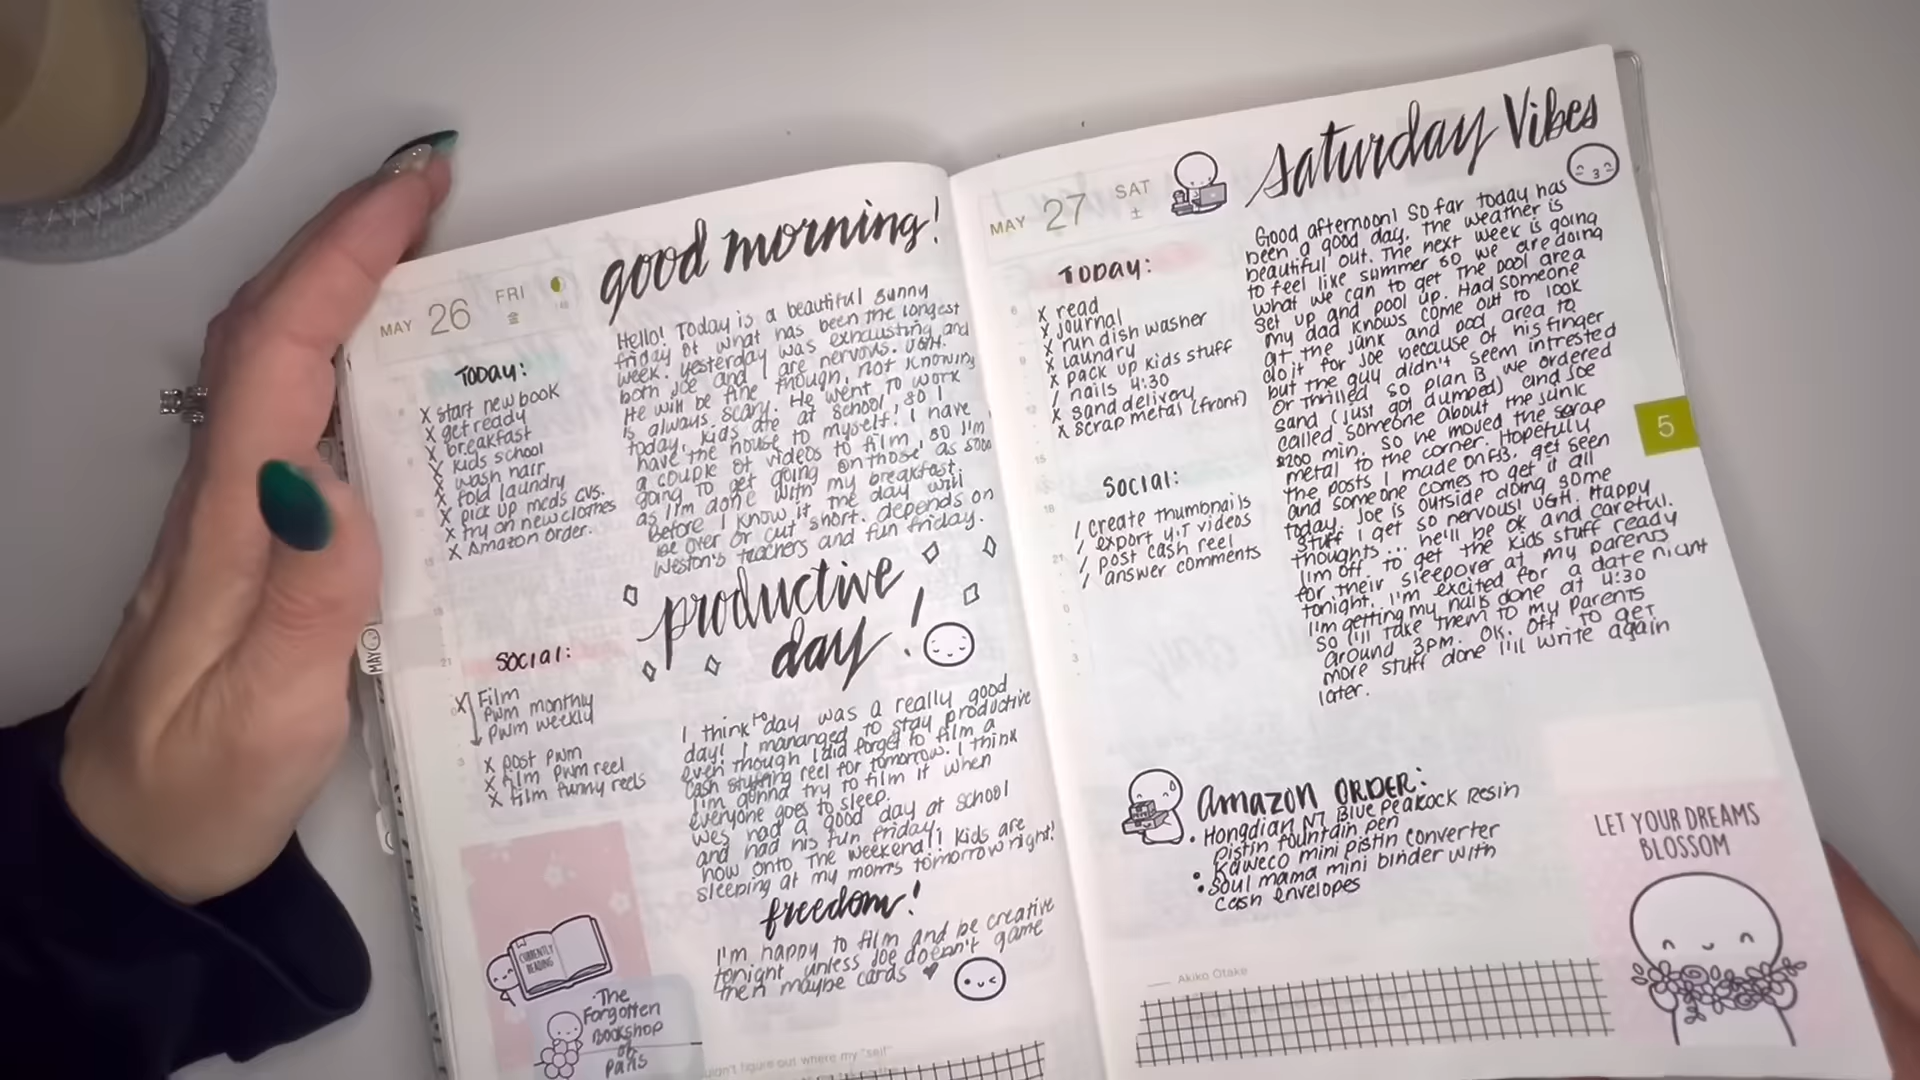 good morning!
MAY 26 FRI
金
Today:
X start new book
X get ready
X breakfast
X kids school
X wash hair
X fold laundry
X pick up meds CVS.
X try on new clothes
X Amazon order.
Hello! Today is a beautiful sunny
friday of what has been the longest
week. yesterday was exhausting, and
both Joe and I are nervous. UGH.
He will be fine though, not knowing
is always scary. He went to work
today, kids are at school, so I
have the house to myself. I have
a couple of videos to film, so I'm
going to get going on those as soon
as I'm done with my breakfast.
Before I know it the day will
be over or cut short. depends on
Weston's teachers and fun friday.
productive
day!
MAY
21
Social:
X Film
Pwm monthly
Pwm weekly
X post pwm
X film pwm reel
X film funny reels
I think today was a really good
day! I mananged to stay productive
even though I did forget to film a
cash stuffing reel for tomorrow. I think
I'm gonna try to film it when
everyone goes to sleep.
Wes had a good day at school
and had his fun friday! Kids are
now onto the weekend! Kids are
sleeping at my mom's tomorrow night!
freedom!
I'm happy to film and be creative
tonight unless Joe doesn't game
then maybe cards
CURRENTLY
READING
The
Forgotten
Bookshop
of
Paris
Saturday Vibes
MAY 27 SAT
土
Today:
X read
X journal
X run dish washer
X laundry
X pack up kids stuff
/ nails 4:30
X sand delivery
X scrap metal (front)
Social:
/ create thumbnails
/ export Y.T videos
/ post cash reel
/ answer comments
Good afternoon! So far today has
been a good day. The weather is
beautiful out. The next week is going
to feel like summer so we are doing
what we can to get the pool area
set up and pool up. Had someone
my dad knows come out to look
at the junk and pool area to
do it for Joe because of his finger
but the guy didn't seem intrested
or thrilled so plan B we ordered
sand (just got dumped) and Joe
called someone about the junk
$200 min. so he moved the scrap
metal to the corner. Hopefully
the posts I made on FB. get seen
and someone comes to get it all
today. Joe is outside doing some
stuff I get so nervous! UGH. Happy
thoughts... he'll be ok and careful.
I'm off to get the kids stuff ready
for their sleepover at my parents
tonight. I'm excited for a date night
I'm getting my nails done at 4:30
so I'll take them to my parents
around 3pm. OK. Off to get
more stuff done I'll write again
later.
5
Amazon ORDER:
• Hongdian N7 Blue Peakock Resin
pistin fountain pen
• Kaweco mini pistin converter
• Soul mama mini binder with
cash envelopes
LET YOUR DREAMS
BLOSSOM
Akiko Otake
figure out where my "self"